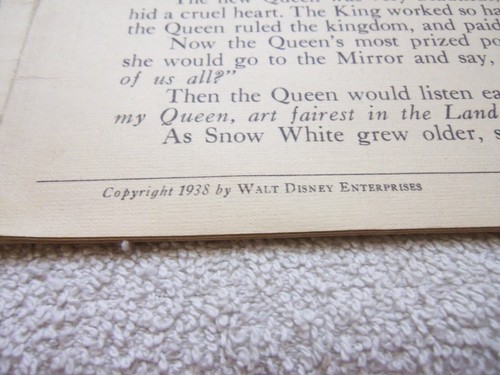 hid a cruel heart. The King worked so
the Queen ruled the kingdom, and paid
Now the Queen's most prized
she would go to the Mirror and say,
of us all?"
Then the Queen would listen
my Queen, art fairest in the Land
As Snow White grew older,
Copyright 1938 by WALT DISNEY ENTERPRISES